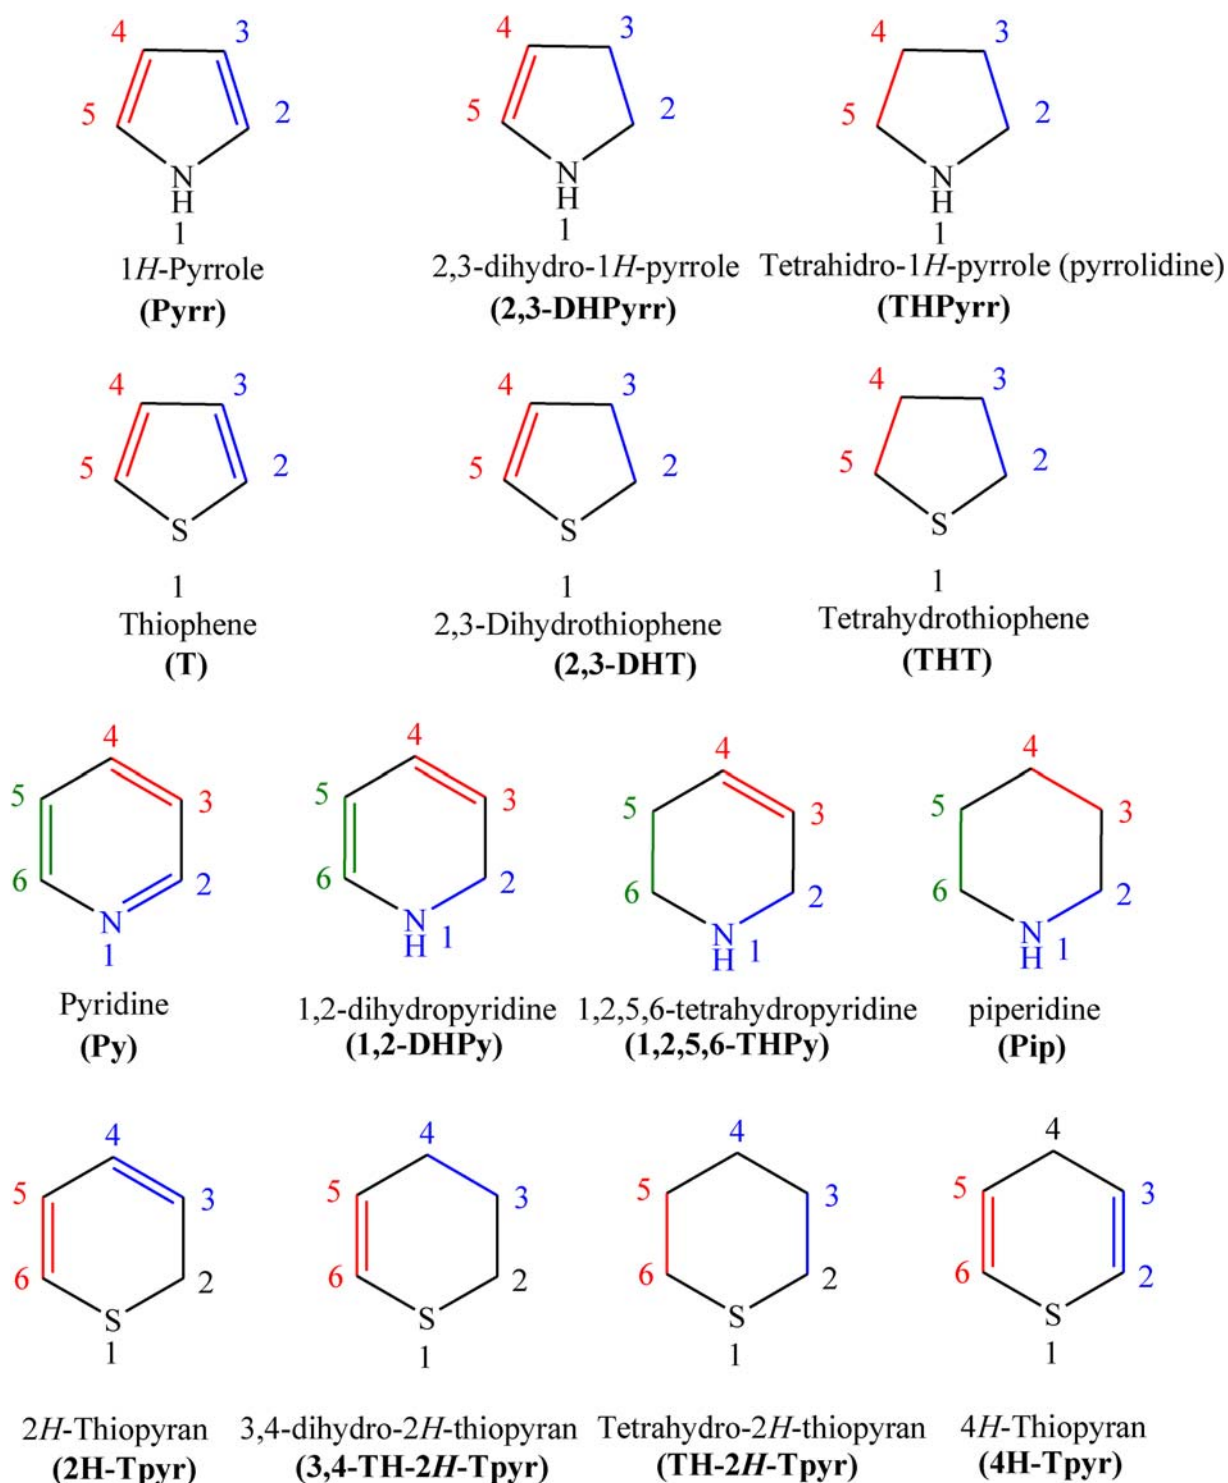 4 3 4 3 4 3
5 2 5 2 5 2
N N N
H H H
1 1 1
1H-Pyrrole 2,3-dihydro-1H-pyrrole Tetrahidro-1H-pyrrole (pyrrolidine)
(Pyrr) (2,3-DHPyrr) (THPyrr)
4 3 4 3 4 3
5 2 5 2 5 2
S S S
1 1 1
Thiophene 2,3-Dihydrothiophene Tetrahydrothiophene
(T) (2,3-DHT) (THT)
4 4 4 4
5 3 5 3 5 3 5 3
6 2 6 2 6 2 6 2
N N N N
H H H
1 1 1 1
Pyridine 1,2-dihydropyridine 1,2,5,6-tetrahydropyridine piperidine
(Py) (1,2-DHPy) (1,2,5,6-THPy) (Pip)
4 4 4 4
5 3 5 3 5 3 5 3
6 2 6 2 6 2 6 2
S S S S
1 1 1 1
2H-Thiopyran 3,4-dihydro-2H-thiopyran Tetrahydro-2H-thiopyran 4H-Thiopyran
(2H-Tpyr) (3,4-TH-2H-Tpyr) (TH-2H-Tpyr) (4H-Tpyr)